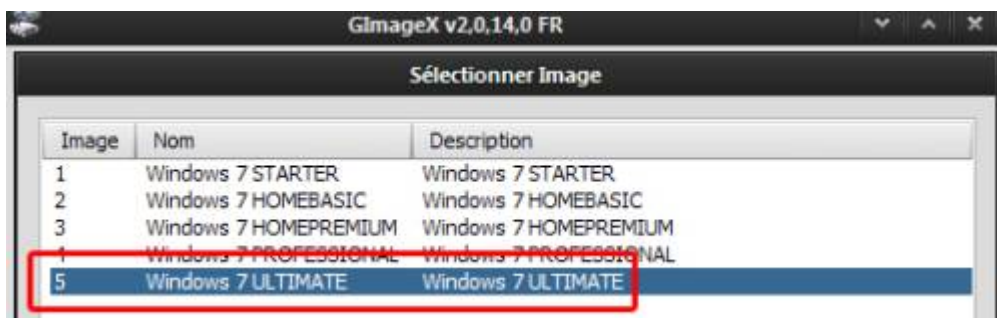 GImageX v2,0,14,0 FR
Sélectionner Image
Image Nom Description
1 Windows 7 STARTER Windows 7 STARTER
2 Windows 7 HOMEBASIC Windows 7 HOMEBASIC
3 Windows 7 HOMEPREMIUM Windows 7 HOMEPREMIUM
4 Windows 7 PROFESSIONAL Windows 7 PROFESSIONAL
5 Windows 7 ULTIMATE Windows 7 ULTIMATE